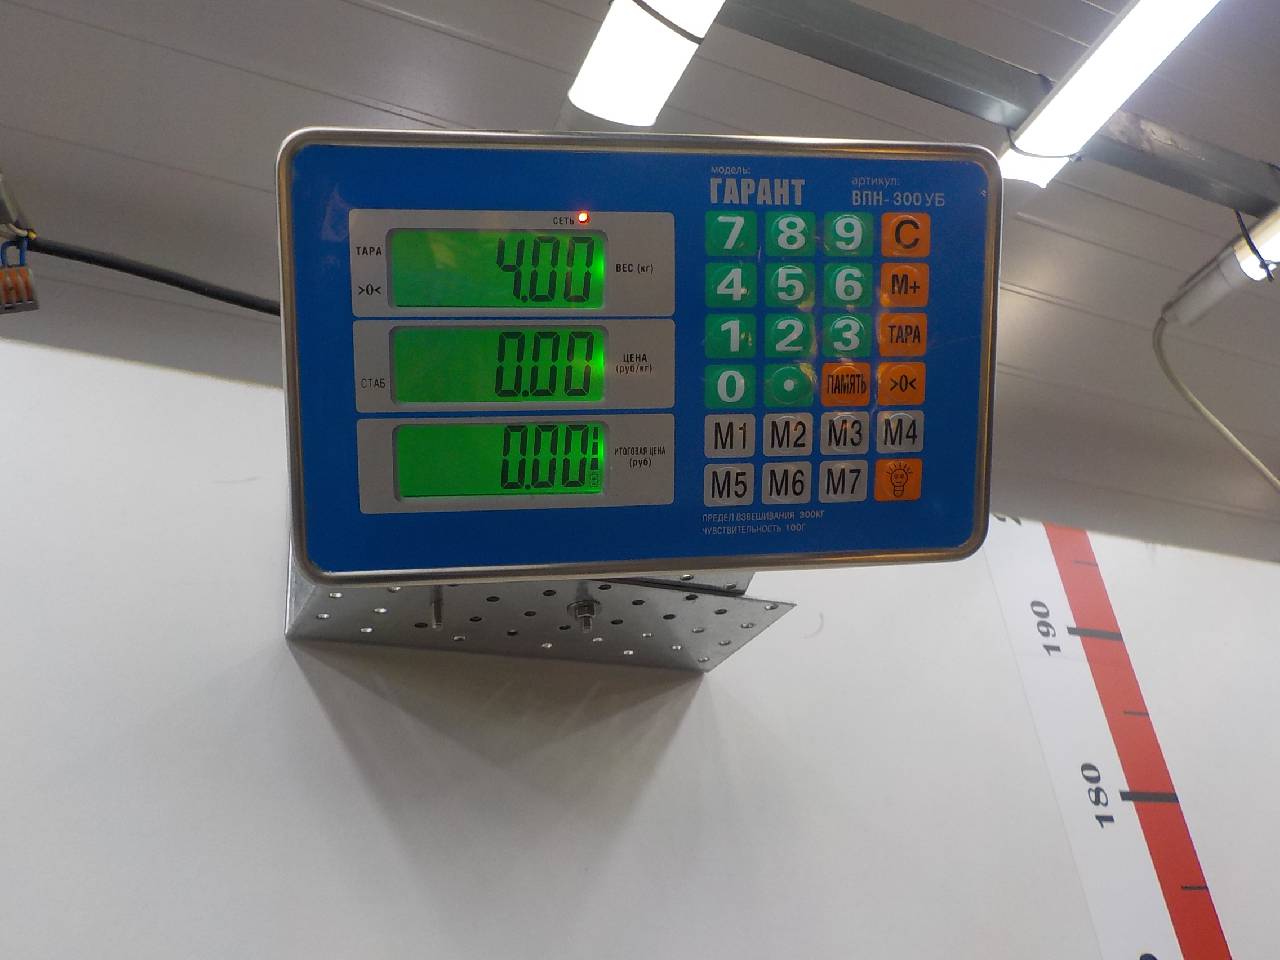 модель:
ГАРАНТ
артикул:
ВПН-300УБ
СЕТЬ
ТАРА
>0<
4.00
ВЕС (кг)
СТАБ
0.00
ЦЕНА
(руб/кг)
0.00
ИТОГОВАЯ ЦЕНА
(руб)
7 8 9 C
4 5 6 M+
1 2 3 ТАРА
0 . ПАМЯТЬ >0<
M1 M2 M3 M4
M5 M6 M7
ПРЕДЕЛ ВЗВЕШИВАНИЯ 300КГ
ЧУВСТВИТЕЛЬНОСТЬ 100Г
190
180